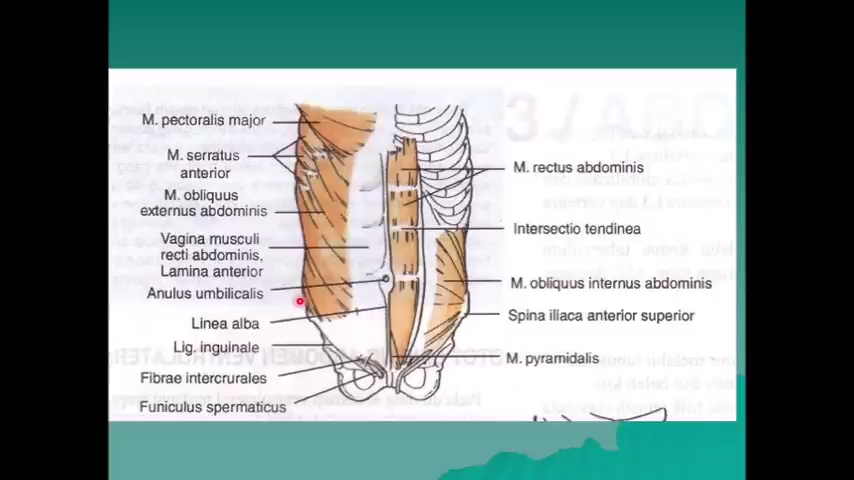 M. pectoralis major
M. serratus
anterior
M. obliquus
externus abdominis
Vagina musculi
recti abdominis,
Lamina anterior
Anulus umbilicalis
Linea alba
Lig. inguinale
Fibrae intercrurales
Funiculus spermaticus
M. rectus abdominis
Intersectio tendinea
M. obliquus internus abdominis
Spina iliaca anterior superior
M. pyramidalis